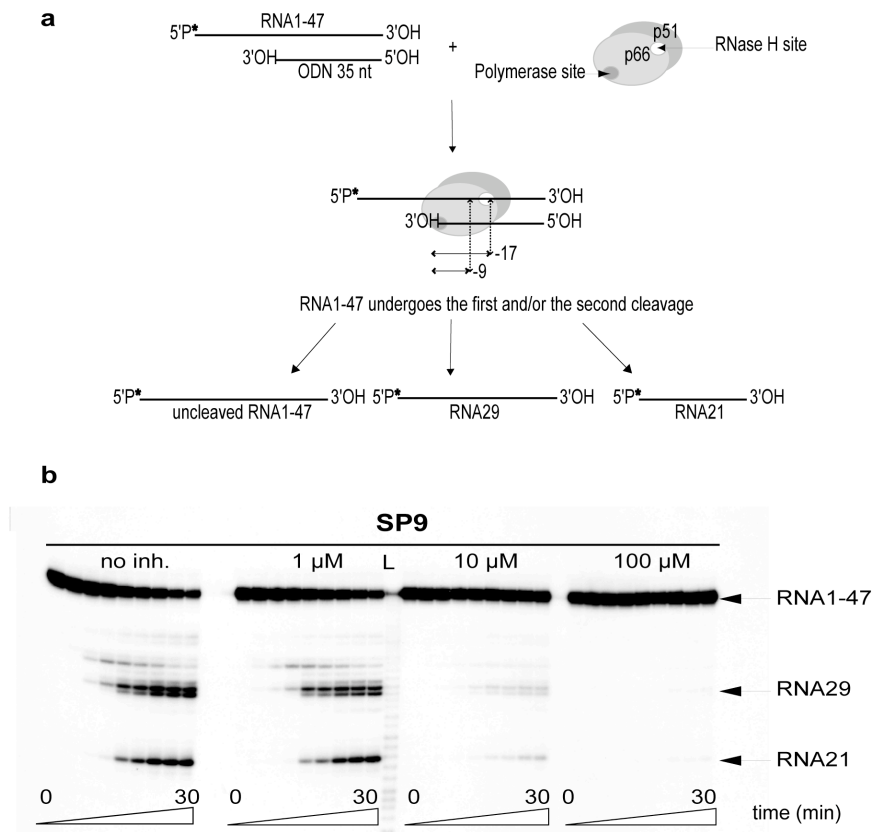 a
RNA1-47
5'P* 3'OH
3'OH 5'OH
ODN 35 nt
+
p51
p66
RNase H site
Polymerase site
5'P* 3'OH
3'OH 5'OH
-17
-9
RNA1-47 undergoes the first and/or the second cleavage
5'P* 3'OH 5'P* 3'OH 5'P* 3'OH
uncleaved RNA1-47 RNA29 RNA21
b
SP9
no inh. 1 µM L 10 µM 100 µM
RNA1-47
RNA29
RNA21
0 30 0 30 0 30 0 30
time (min)